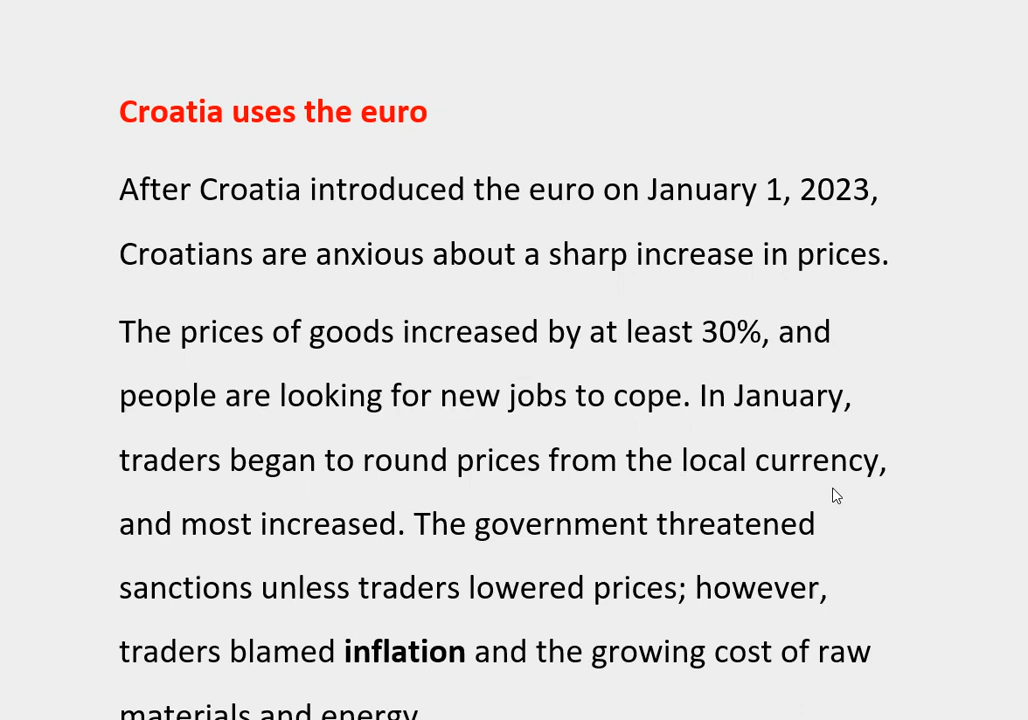 Croatia uses the euro
After Croatia introduced the euro on January 1, 2023,
Croatians are anxious about a sharp increase in prices.
The prices of goods increased by at least 30%, and
people are looking for new jobs to cope. In January,
traders began to round prices from the local currency,
and most increased. The government threatened
sanctions unless traders lowered prices; however,
traders blamed inflation and the growing cost of raw
materials and energy.